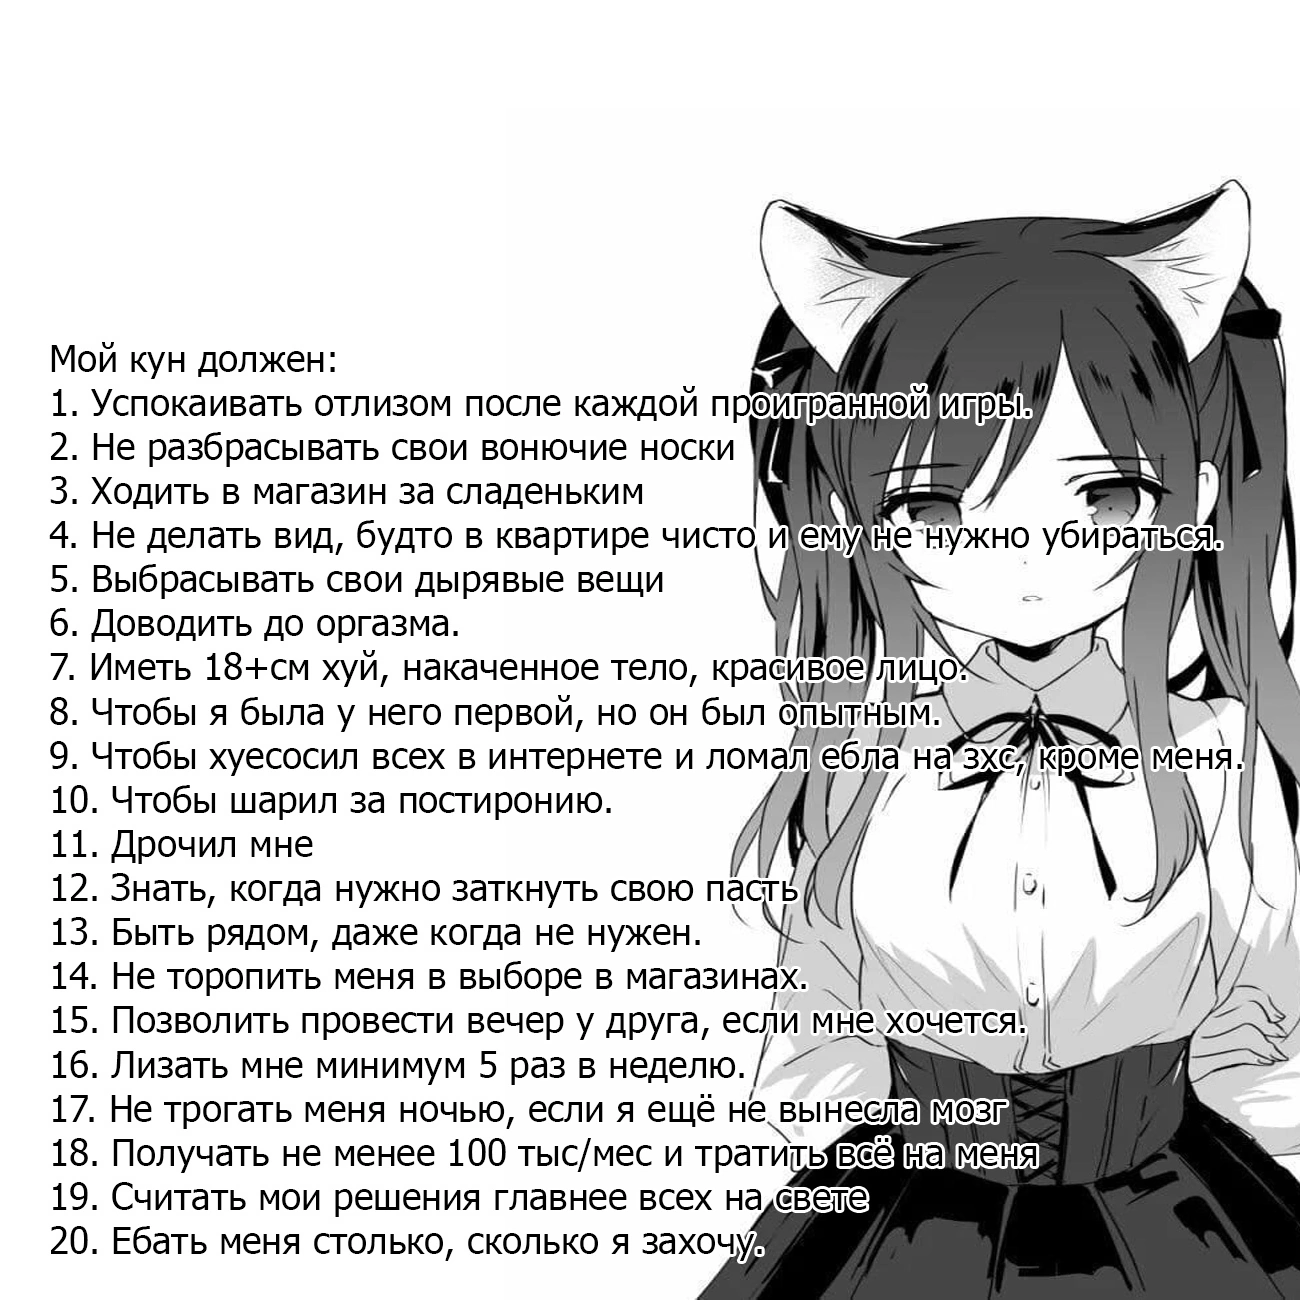 Мой кун должен:
1. Успокаивать отлизом после каждой проигранной игры.
2. Не разбрасывать свои вонючие носки
3. Ходить в магазин за сладеньким
4. Не делать вид, будто в квартире чисто и ему не нужно убираться.
5. Выбрасывать свои дырявые вещи
6. Доводить до оргазма.
7. Иметь 18+см хуй, накаченное тело, красивое лицо.
8. Чтобы я была у него первой, но он был опытным.
9. Чтобы хуесосил всех в интернете и ломал ебла на зхс, кроме меня.
10. Чтобы шарил за постиронию.
11. Дрочил мне
12. Знать, когда нужно заткнуть свою пасть
13. Быть рядом, даже когда не нужен.
14. Не торопить меня в выборе в магазинах.
15. Позволить провести вечер у друга, если мне хочется.
16. Лизать мне минимум 5 раз в неделю.
17. Не трогать меня ночью, если я ещё не вынесла мозг
18. Получать не менее 100 тыс/мес и тратить всё на меня
19. Считать мои решения главнее всех на свете
20. Ебать меня столько, сколько я захочу.